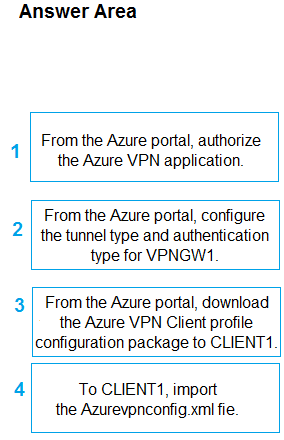 Answer Area
1
From the Azure portal, authorize
the Azure VPN application.
2
From the Azure portal, configure
the tunnel type and authentication
type for VPNGW1.
3
From the Azure portal, download
the Azure VPN Client profile
configuration package to CLIENT1.
4
To CLIENT1, import
the Azurevpnconfig.xml fie.